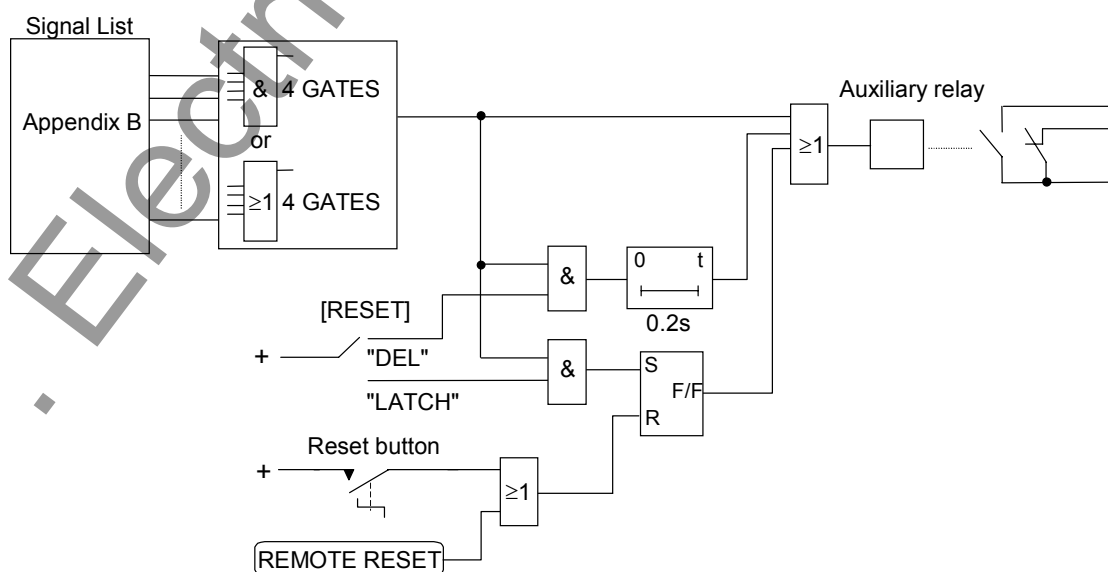 Signal List
Appendix B
& 4 GATES
or
≥1 4 GATES
Auxiliary relay
≥1
&
0 t
0.2s
[RESET]
+
"DEL"
&
S
F/F
R
"LATCH"
Reset button
+
≥1
REMOTE RESET
. Electr